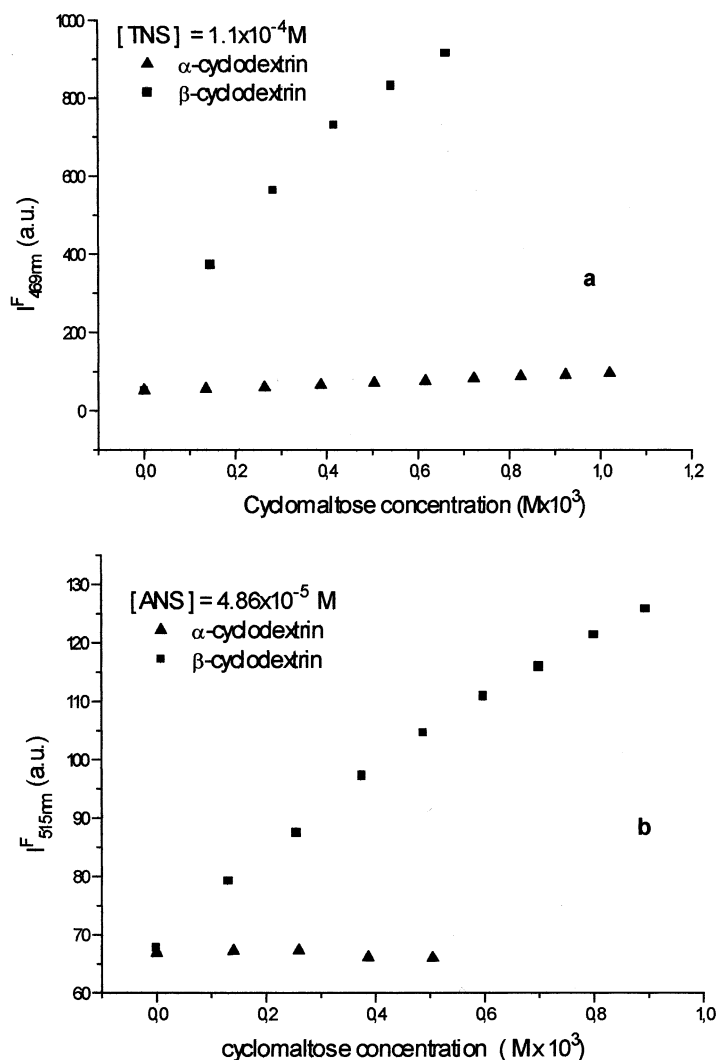 1000
[TNS] = 1.1x10⁻⁴M
▲ α-cyclodextrin
■ β-cyclodextrin
800
600
400
200
0
I^F_469nm (a.u.)
a
0,0 0,2 0,4 0,6 0,8 1,0 1,2
Cyclomaltose concentration (Mx10³)
130
[ANS] = 4.86x10⁻⁵ M
▲ α-cyclodextrin
■ β-cyclodextrin
120
110
100
90
80
70
60
I^F_515nm (a.u.)
b
0,0 0,2 0,4 0,6 0,8 1,0
cyclomaltose concentration ( Mx10³)